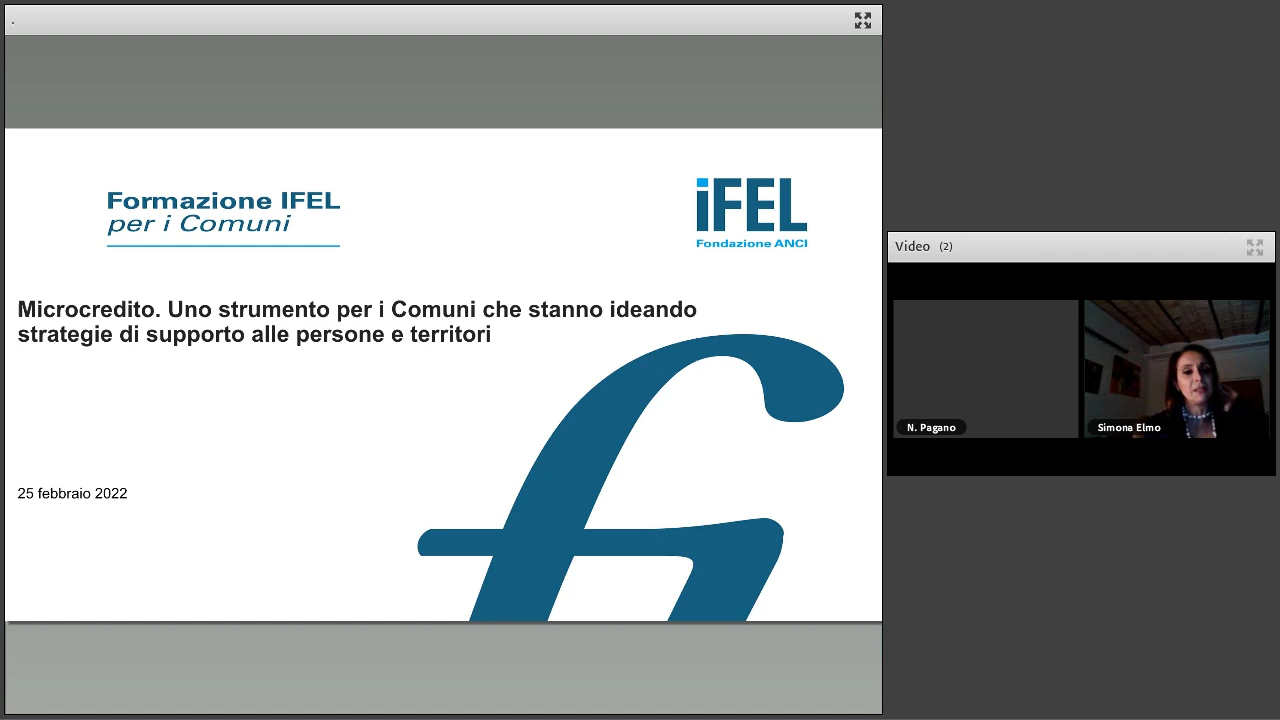 .
Formazione IFEL
per i Comuni
iFEL
Fondazione ANCI
Microcredito. Uno strumento per i Comuni che stanno ideando
strategie di supporto alle persone e territori
25 febbraio 2022
Video (2)
N. Pagano
Simona Elmo